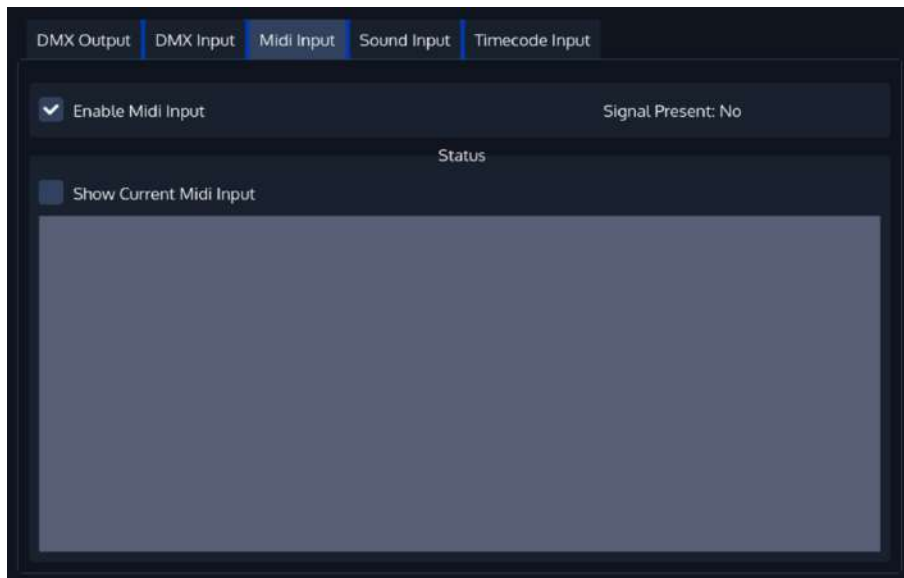 DMX Output DMX Input Midi Input Sound Input Timecode Input
Enable Midi Input Signal Present: No
Status
Show Current Midi Input